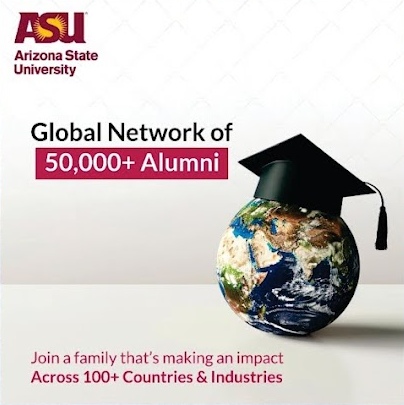 ASU
Arizona State
University
Global Network of
50,000+ Alumni
Join a family that's making an impact
Across 100+ Countries & Industries